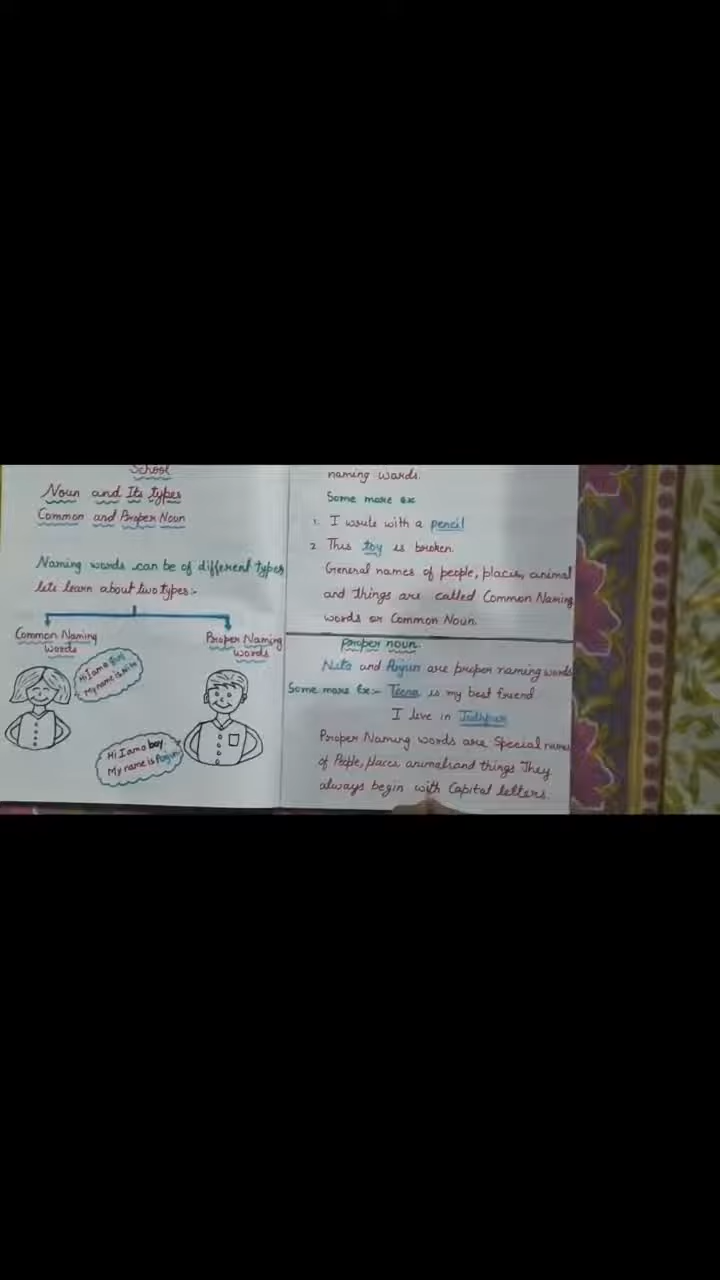 School
Noun and Its types
Common and Proper Noun
Naming words can be of different types
lets learn about two types:-
Common Naming
words
Proper Naming
words
Hi I am a
My name is Nita
Hi I am a boy
My name is Arjun
naming words.
Some more ex
1. I write with a pencil
2. This toy is broken.
General names of people, places, animal
and things are called Common Naming
words or Common Noun.
Proper noun.
Nita and Arjun are proper naming words
Some more Ex:- Teena is my best friend
I live in Jodhpur
Proper Naming words are Special names
of People, places animals and things They
always begin with Capital letters.